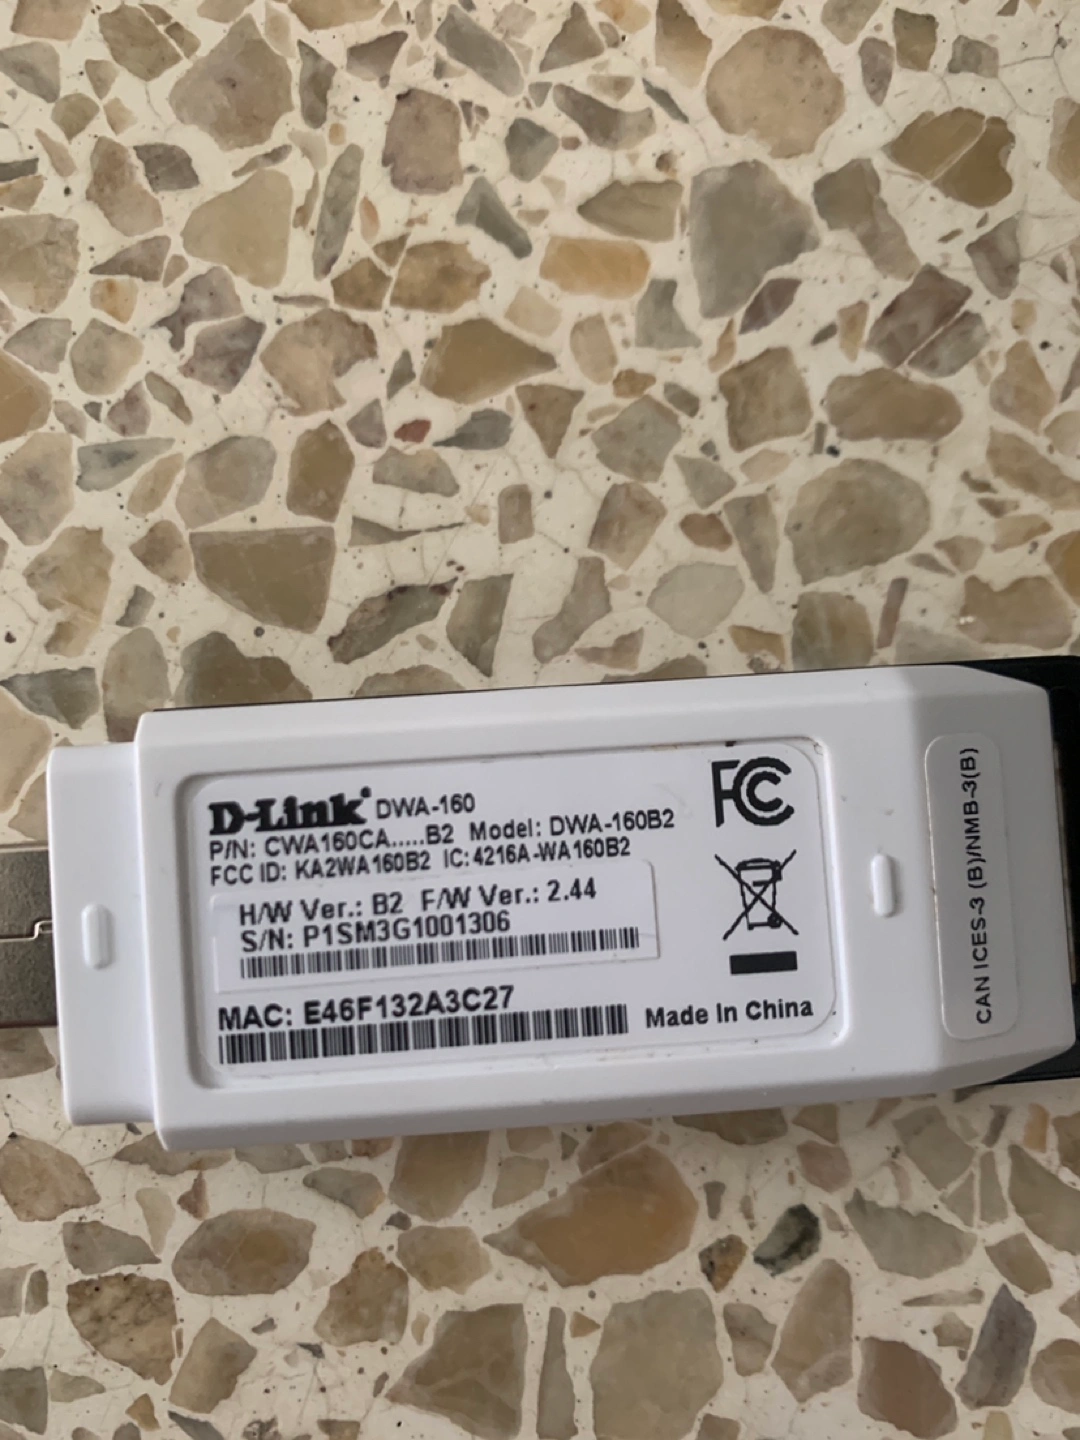 D-Link DWA-160
P/N: CWA160CA.....B2 Model: DWA-160B2
FCC ID: KA2WA160B2 IC: 4216A-WA160B2
H/W Ver.: B2 F/W Ver.: 2.44
S/N: P1SM3G1001306
MAC: E46F132A3C27
Made In China
FC
CAN ICES-3 (B)/NMB-3(B)